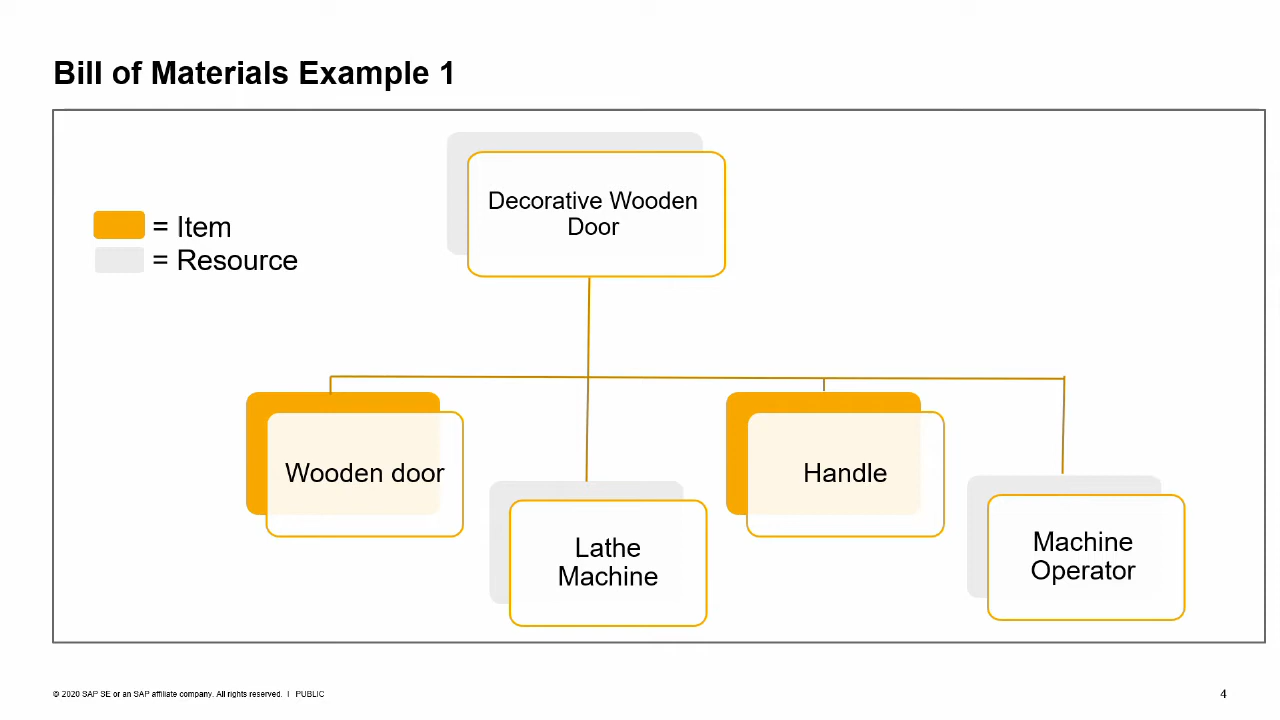 Bill of Materials Example 1
Decorative Wooden
Door
= Item
= Resource
Wooden door
Handle
Lathe
Machine
Machine
Operator
© 2020 SAP SE or an SAP affiliate company. All rights reserved. I PUBLIC
4